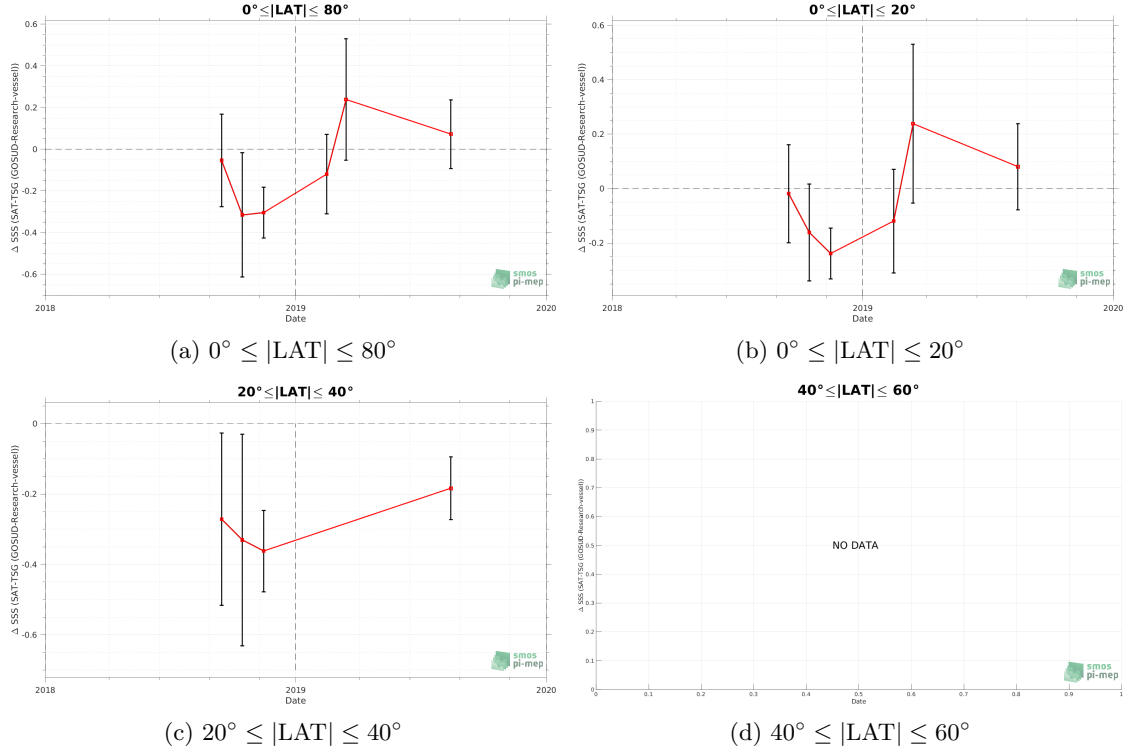 0°≤|LAT|≤ 80°
Δ SSS (SAT-TSG (GOSUD-Research-vessel))
0.6
0.4
0.2
0
-0.2
-0.4
-0.6
smos
pi-mep
2018 2019 2020
Date
(a) 0° ≤ |LAT| ≤ 80°
0°≤|LAT|≤ 20°
Δ SSS (SAT-TSG (GOSUD-Research-vessel))
0.6
0.4
0.2
0
-0.2
smos
pi-mep
2018 2019 2020
Date
(b) 0° ≤ |LAT| ≤ 20°
20°≤|LAT|≤ 40°
Δ SSS (SAT-TSG (GOSUD-Research-vessel))
0
-0.2
-0.4
-0.6
smos
pi-mep
2018 2019 2020
Date
(c) 20° ≤ |LAT| ≤ 40°
40°≤|LAT|≤ 60°
Δ SSS (SAT-TSG (GOSUD-Research-vessel))
1
0.9
0.8
0.7
0.6
0.5
0.4
0.3
0.2
0.1
0
NO DATA
smos
pi-mep
0 0.1 0.2 0.3 0.4 0.5 0.6 0.7 0.8 0.9 1
Date
(d) 40° ≤ |LAT| ≤ 60°